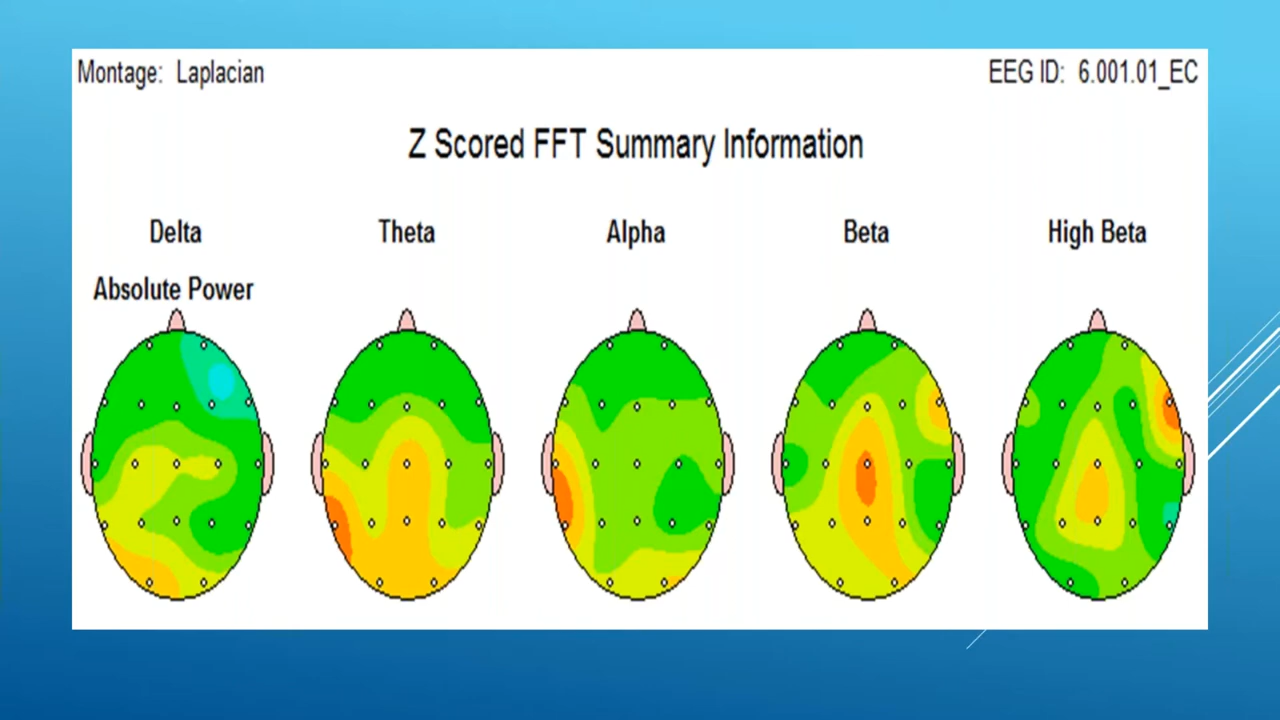 Montage: Laplacian
EEG ID: 6.001.01_EC
Z Scored FFT Summary Information
Delta Theta Alpha Beta High Beta
Absolute Power